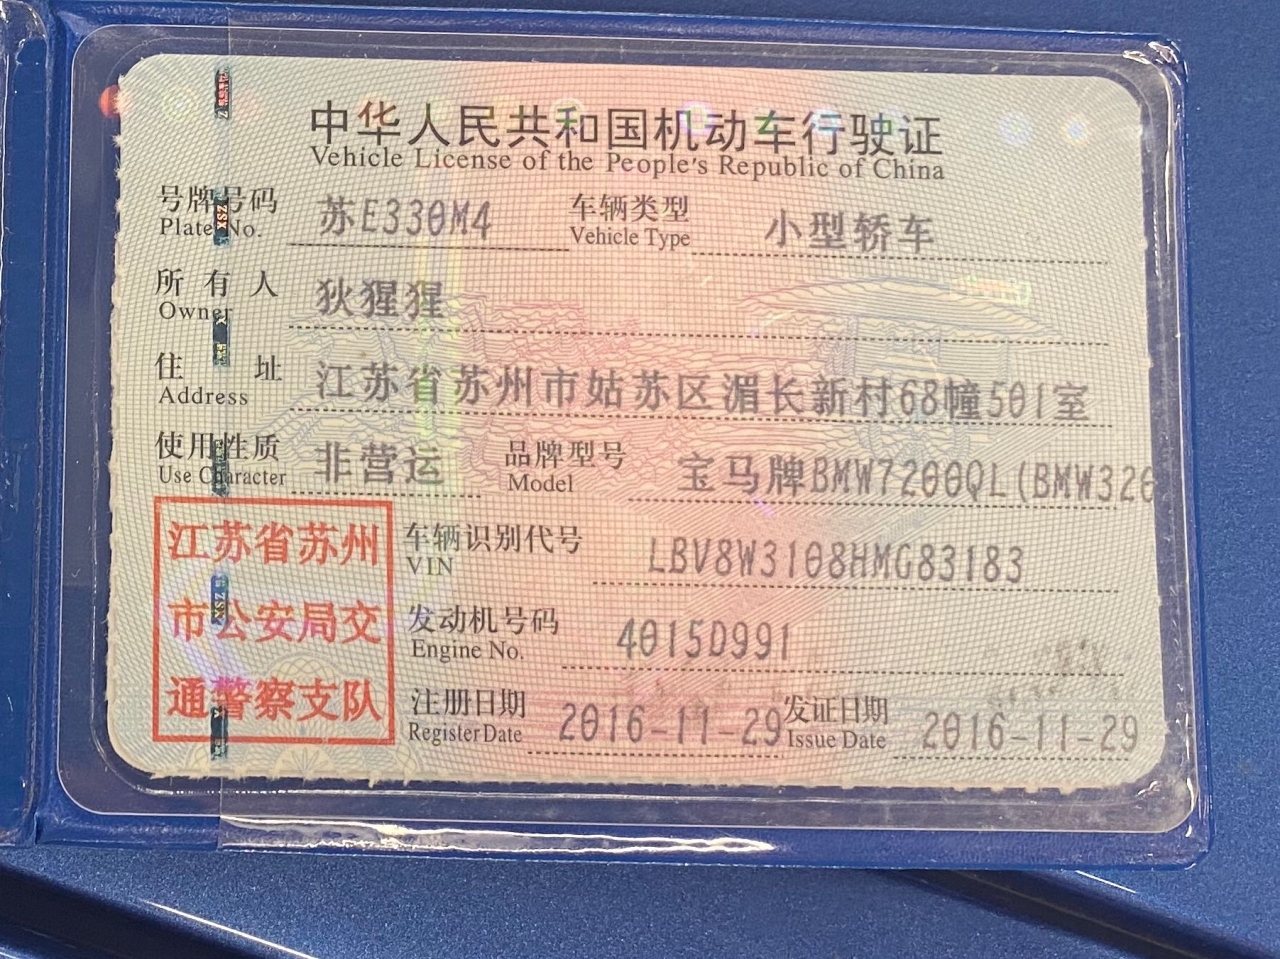 中华人民共和国机动车行驶证
Vehicle License of the People's Republic of China
号牌号码 苏E330M4 车辆类型 小型轿车
Plate No. Vehicle Type
所有人 狄猩猩
Owner
住址 江苏省苏州市姑苏区湄长新村68幢501室
Address
使用性质 非营运 品牌型号 宝马牌BMW7200QL(BMW320
Use Character Model
江苏省苏州
市公安局交
通警察支队
车辆识别代号 LBV8W3108HMG83183
VIN
发动机号码 4015D991
Engine No.
注册日期 2016-11-29 发证日期 2016-11-29
Register Date Issue Date